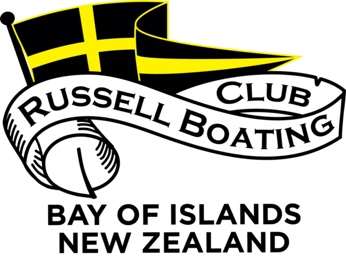 RUSSELL BOATING
CLUB
BAY OF ISLANDS
NEW ZEALAND